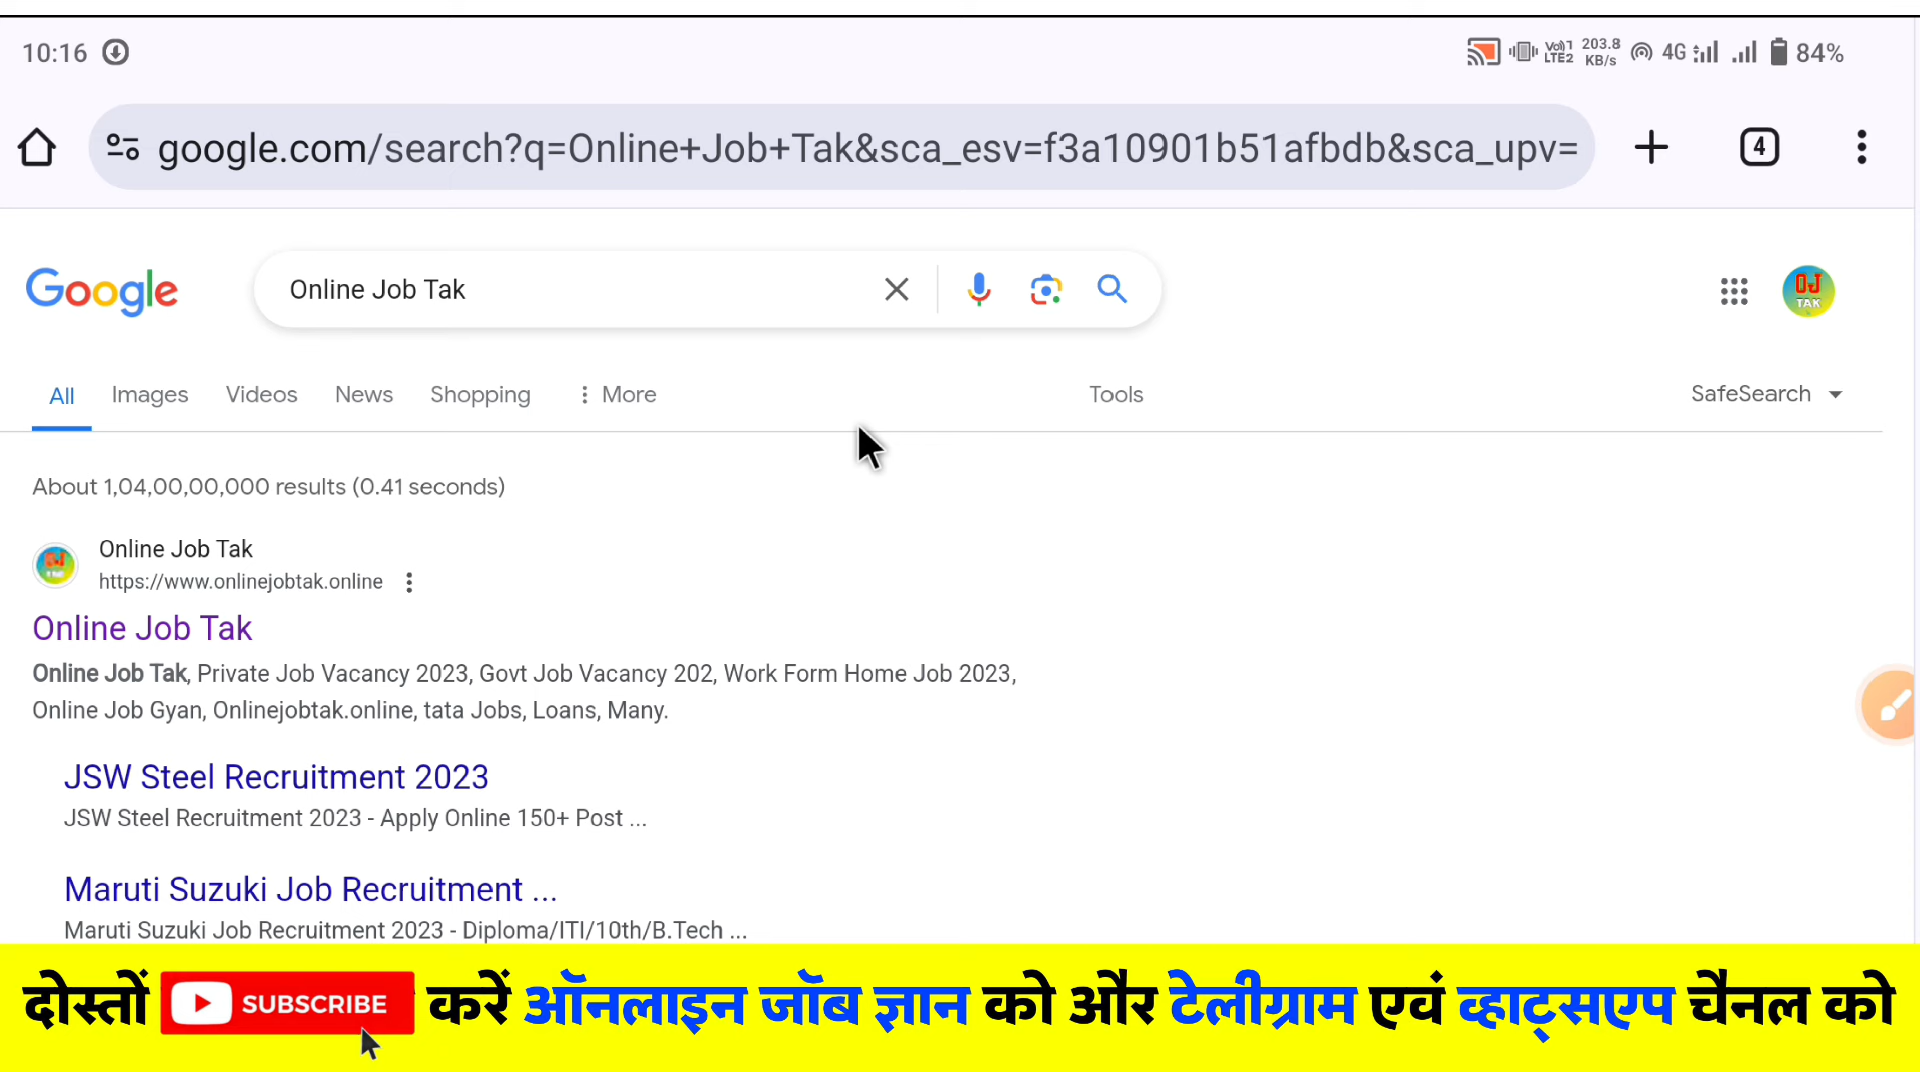 10:16
Vo)) 1 LTE2 203.8 KB/s 4G 84%
google.com/search?q=Online+Job+Tak&sca_esv=f3a10901b51afbdb&sca_upv=
4
Google
Online Job Tak
OJ TAK
All Images Videos News Shopping More Tools SafeSearch
About 1,04,00,00,000 results (0.41 seconds)
Online Job Tak
https://www.onlinejobtak.online
Online Job Tak
Online Job Tak, Private Job Vacancy 2023, Govt Job Vacancy 202, Work Form Home Job 2023,
Online Job Gyan, Onlinejobtak.online, tata Jobs, Loans, Many.
JSW Steel Recruitment 2023
JSW Steel Recruitment 2023 - Apply Online 150+ Post ...
Maruti Suzuki Job Recruitment ...
Maruti Suzuki Job Recruitment 2023 - Diploma/ITI/10th/B.Tech ...
दोस्तों SUBSCRIBE करें ऑनलाइन जॉब ज्ञान को और टेलीग्राम एवं व्हाट्सएप चैनल को